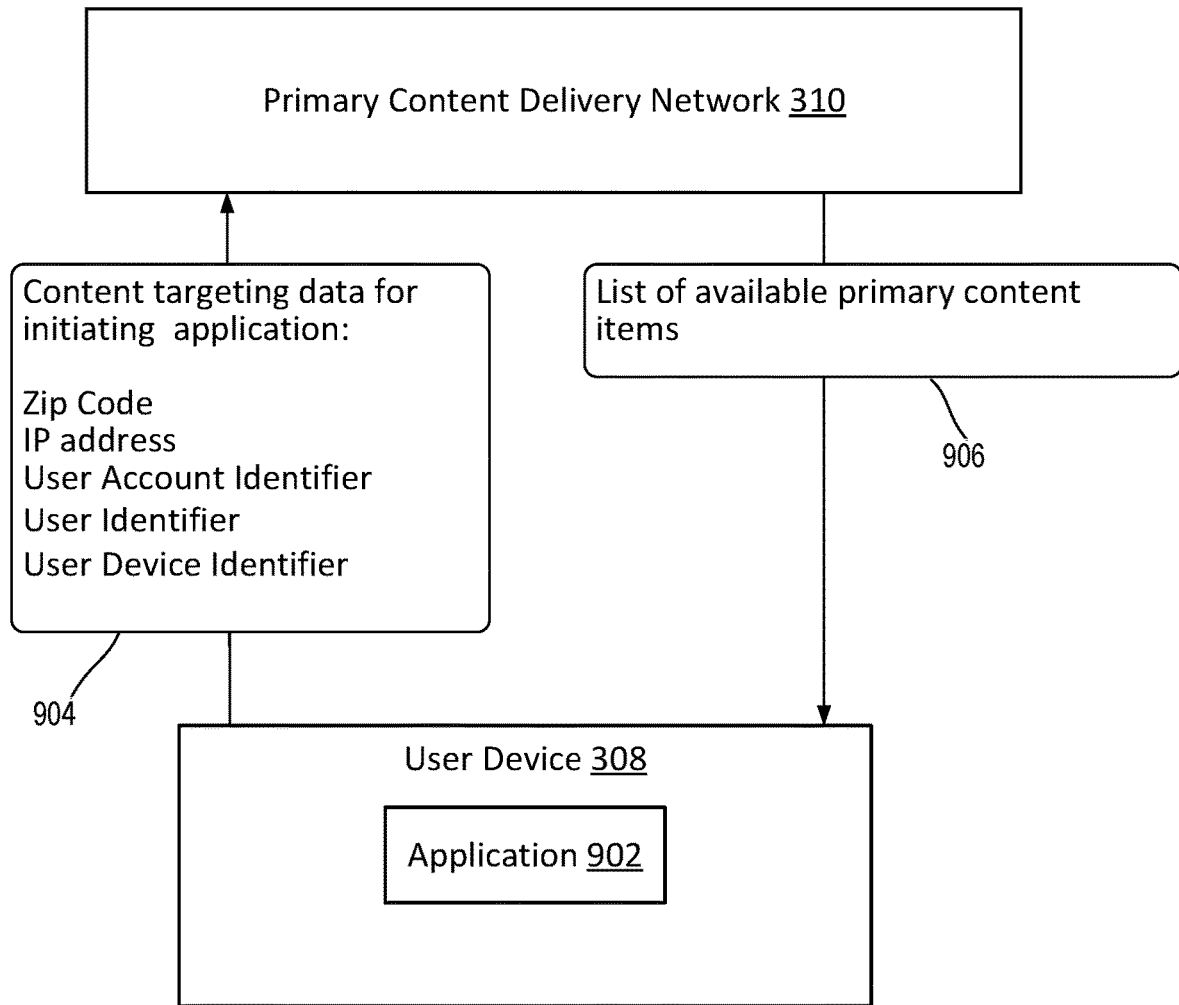 Primary Content Delivery Network 310
Content targeting data for
initiating application:
Zip Code
IP address
User Account Identifier
User Identifier
User Device Identifier
904
List of available primary content
items
906
User Device 308
Application 902